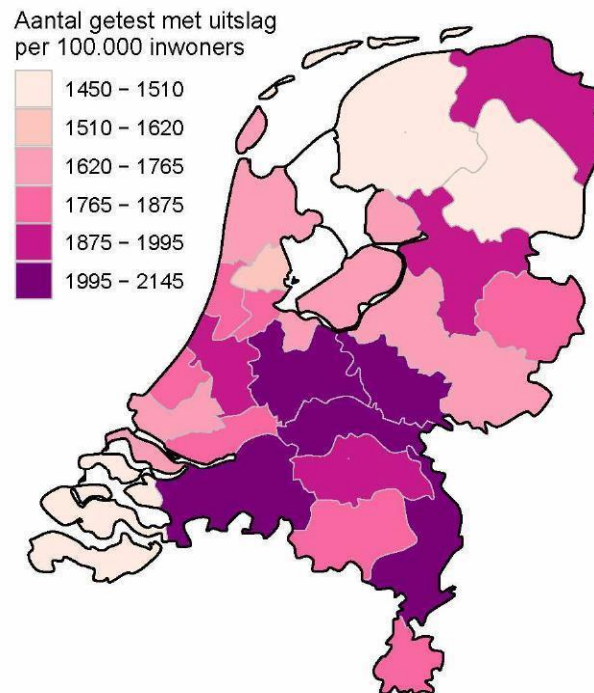 Aantal getest met uitslag
per 100.000 inwoners
1450 – 1510
1510 – 1620
1620 – 1765
1765 – 1875
1875 – 1995
1995 – 2145